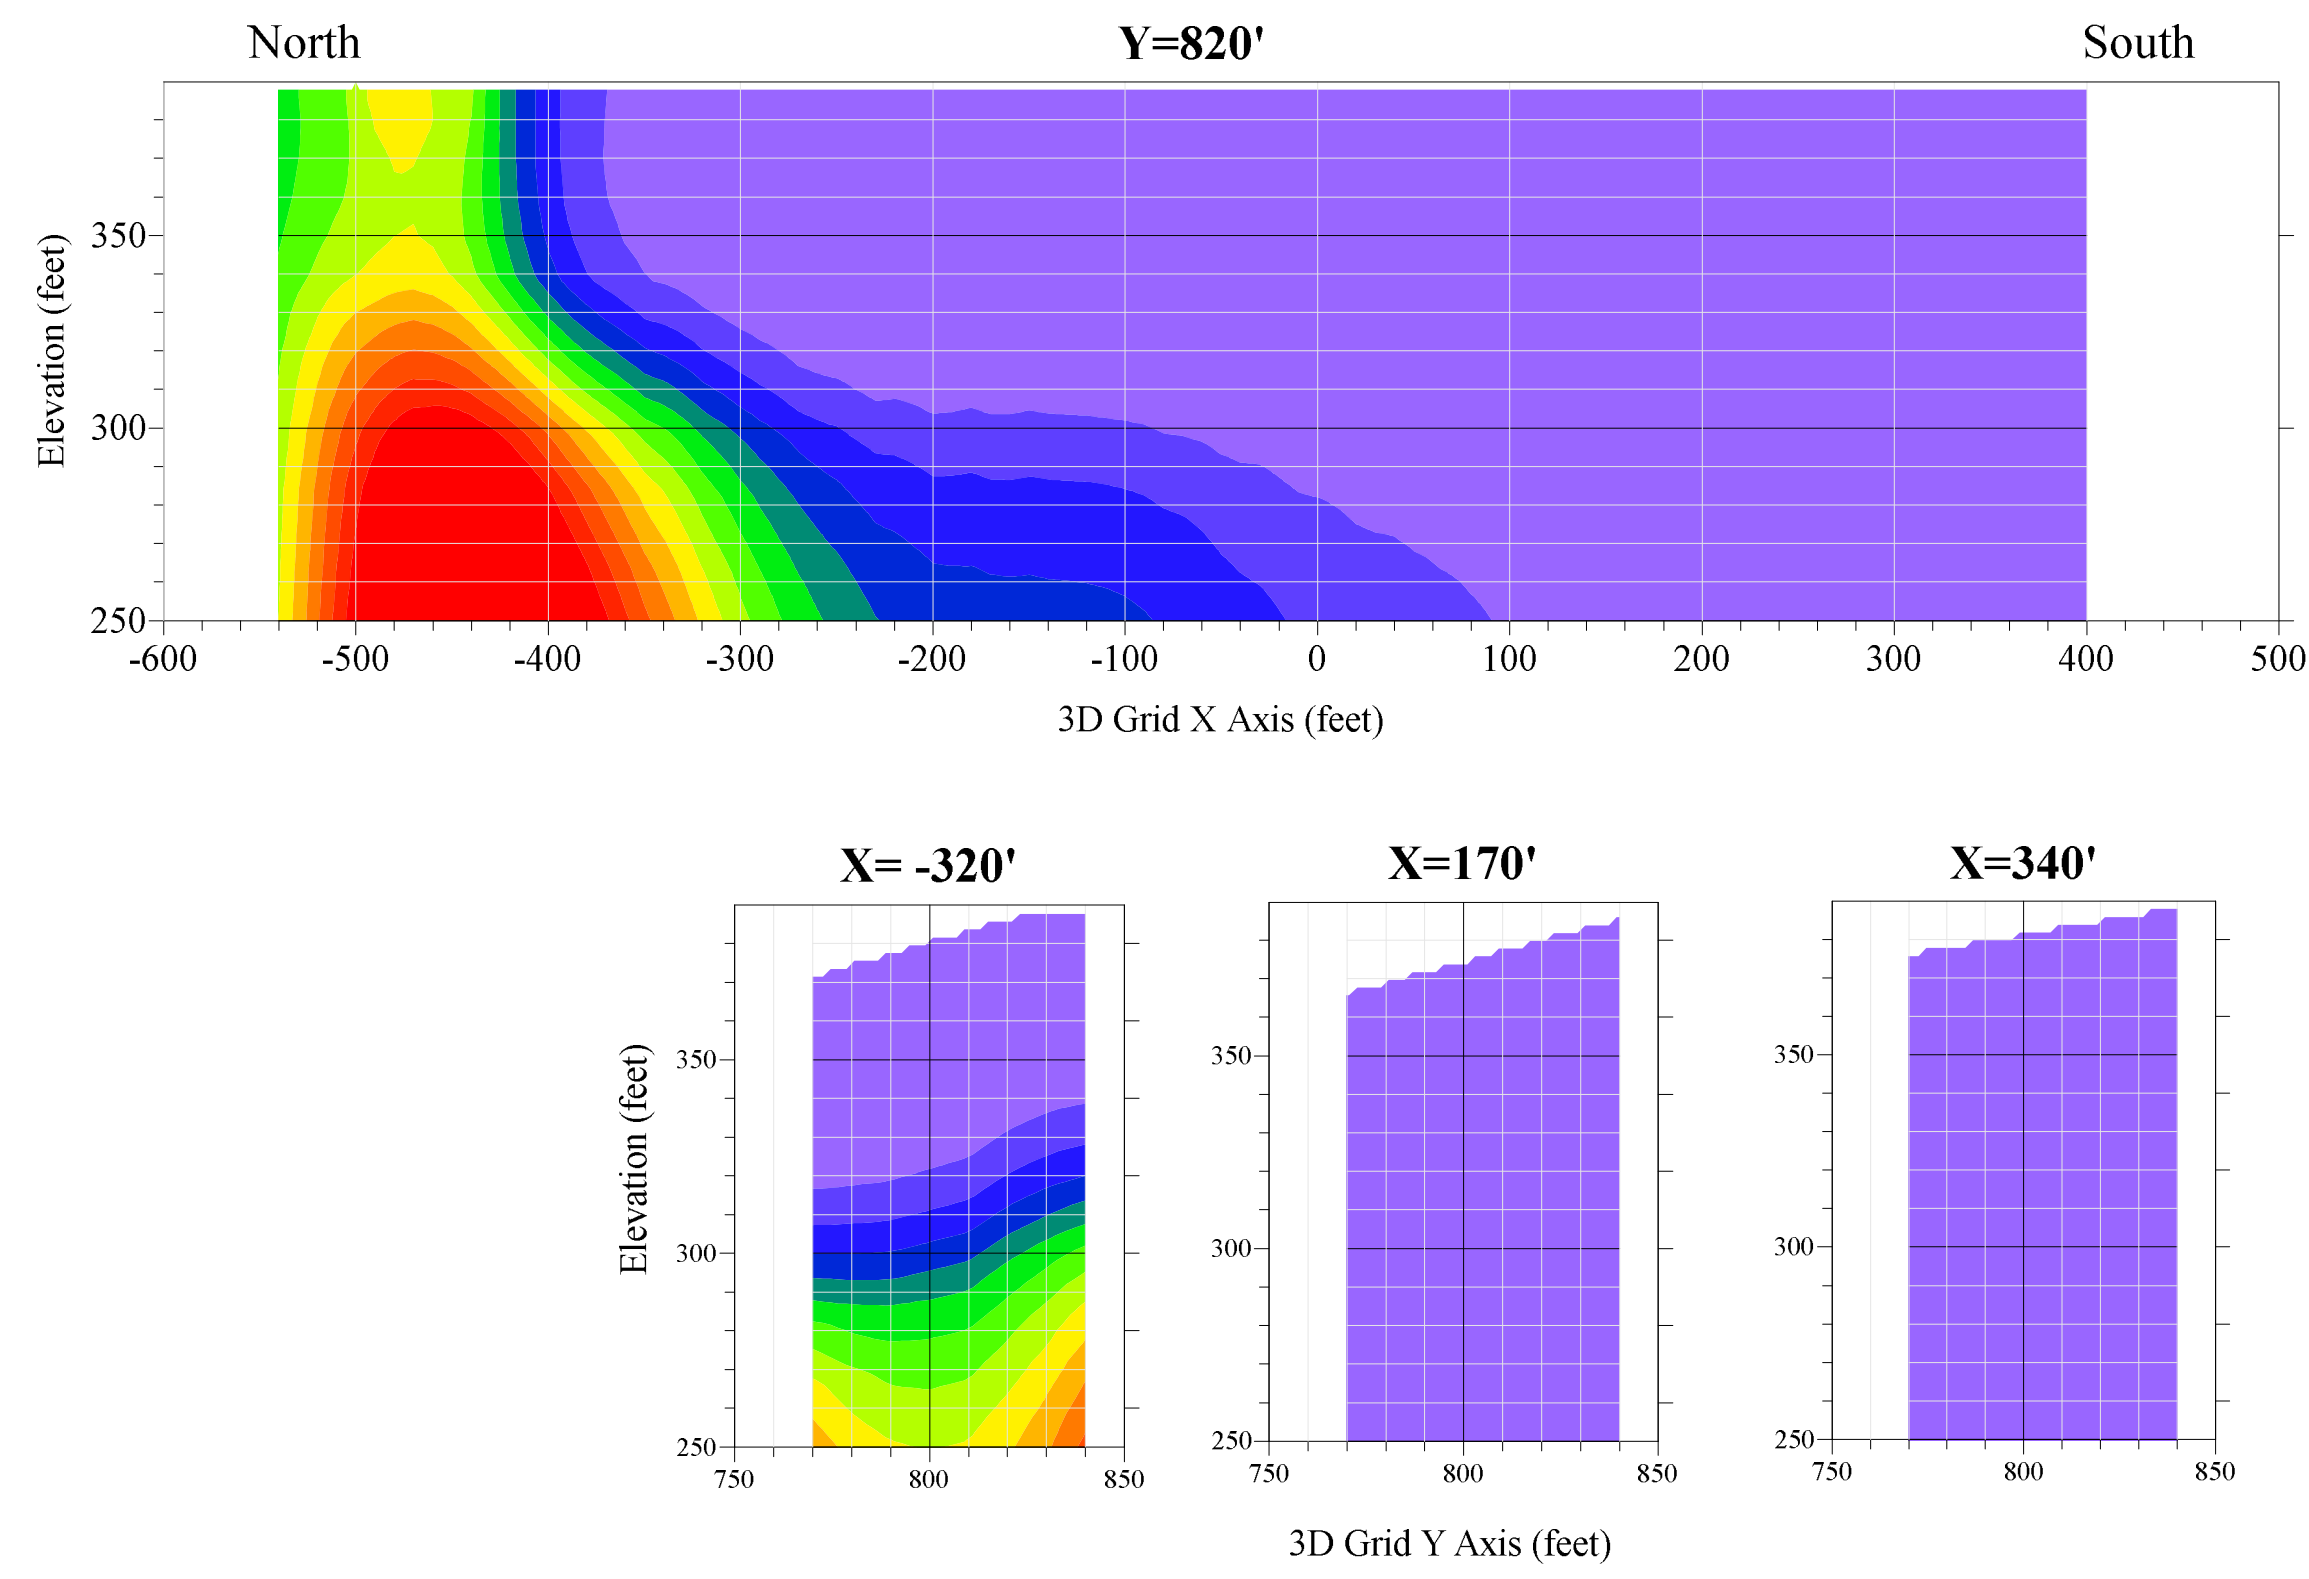 North Y=820' South
Elevation (feet)
350
300
250
-600 -500 -400 -300 -200 -100 0 100 200 300 400 500
3D Grid X Axis (feet)
X= -320' X=170' X=340'
Elevation (feet)
350 350 350
300 300 300
250 250 250
750 800 850 750 800 850 750 800 850
3D Grid Y Axis (feet)